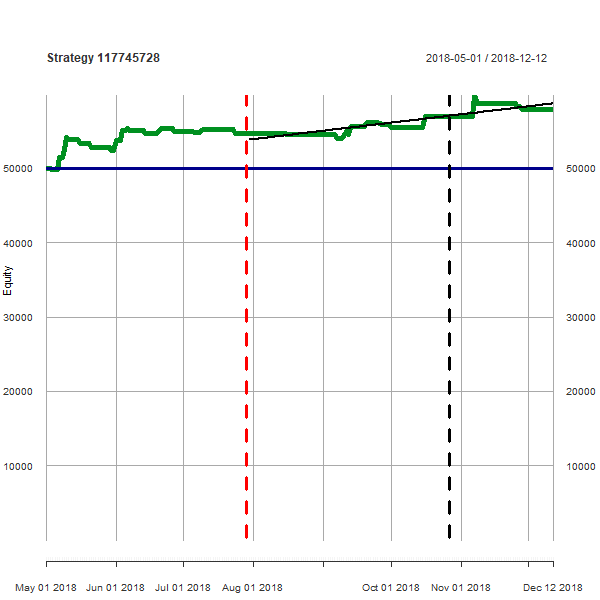 Strategy 117745728
2018-05-01 / 2018-12-12
50000 50000
40000 40000
Equity
30000 30000
20000 20000
10000 10000
May 01 2018 Jun 01 2018 Jul 01 2018 Aug 01 2018 Oct 01 2018 Nov 01 2018 Dec 12 2018